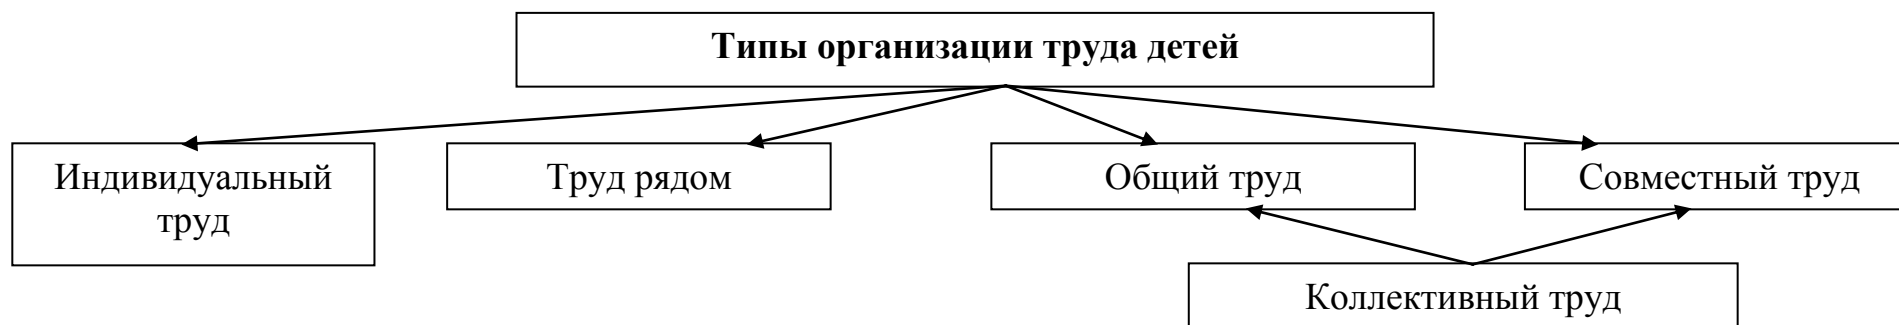 Типы организации труда детей
Индивидуальный
труд
Труд рядом
Общий труд
Совместный труд
Коллективный труд